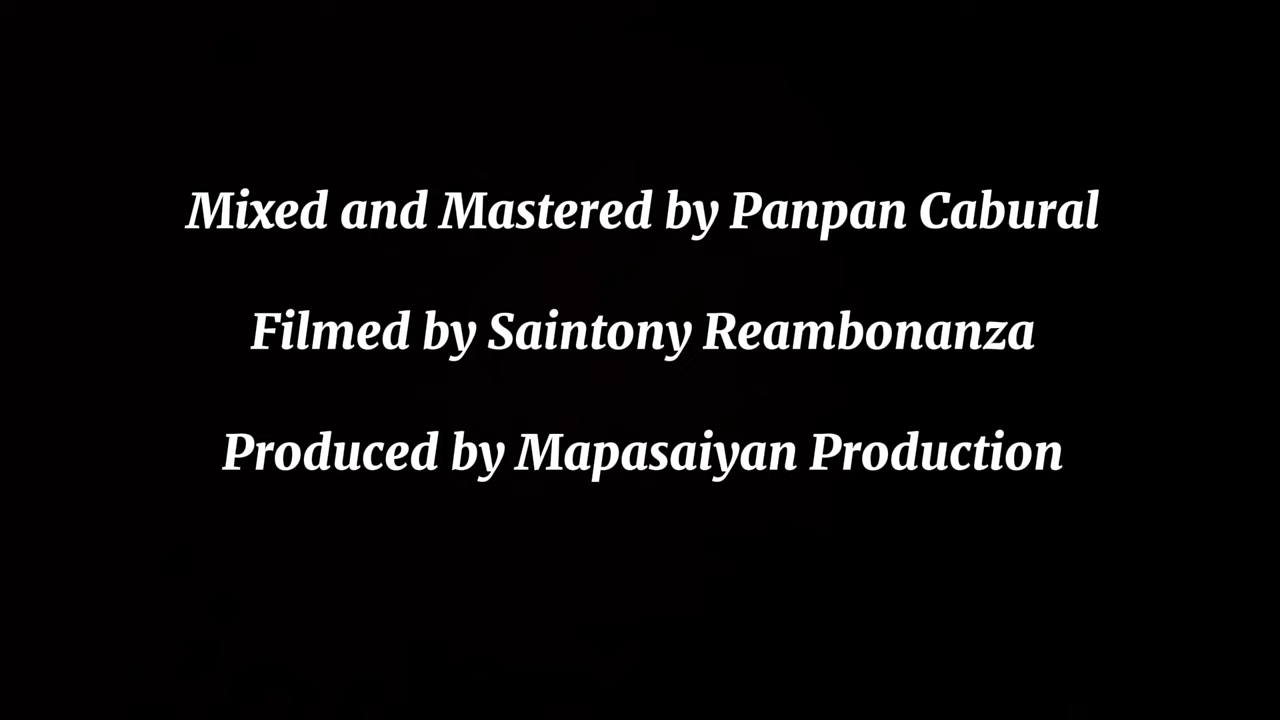 Mixed and Mastered by Panpan Cabural
Filmed by Saintony Reambonanza
Produced by Mapasaiyan Production